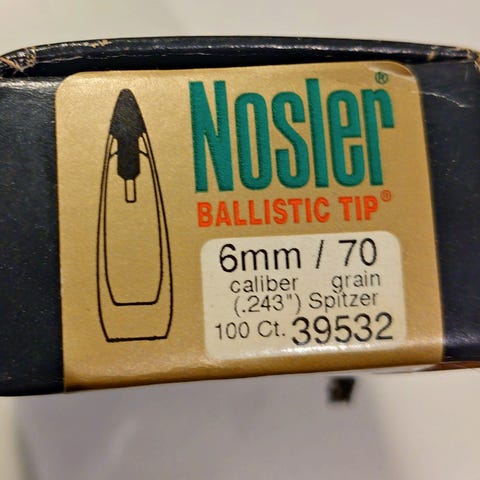 Nosler®
BALLISTIC TIP®
6mm / 70
caliber grain
(.243") Spitzer
100 Ct. 39532